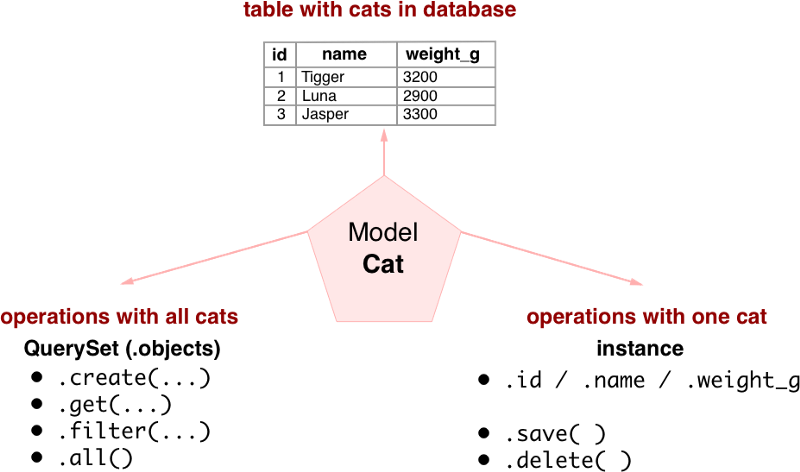 table with cats in database
id name weight_g
1 Tigger 3200
2 Luna 2900
3 Jasper 3300
Model
Cat
operations with all cats
QuerySet (.objects)
● .create(...)
● .get(...)
● .filter(...)
● .all()
operations with one cat
instance
● .id / .name / .weight_g
● .save( )
● .delete( )